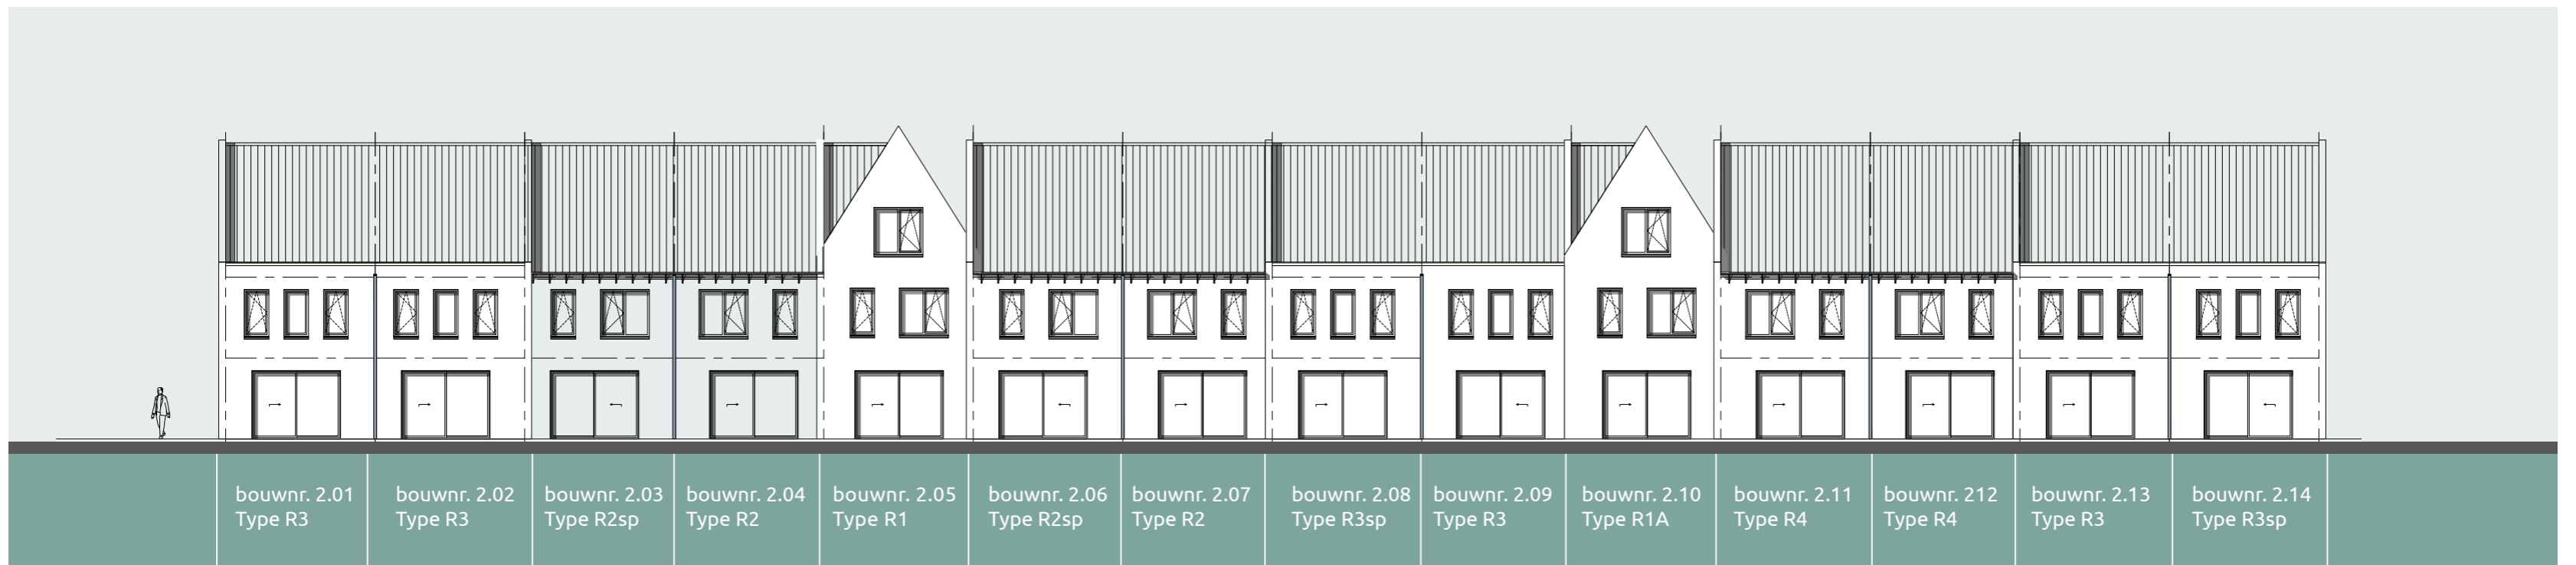 bouwnr. 2.01
Type R3
bouwnr. 2.02
Type R3
bouwnr. 2.03
Type R2sp
bouwnr. 2.04
Type R2
bouwnr. 2.05
Type R1
bouwnr. 2.06
Type R2sp
bouwnr. 2.07
Type R2
bouwnr. 2.08
Type R3sp
bouwnr. 2.09
Type R3
bouwnr. 2.10
Type R1A
bouwnr. 2.11
Type R4
bouwnr. 212
Type R4
bouwnr. 2.13
Type R3
bouwnr. 2.14
Type R3sp